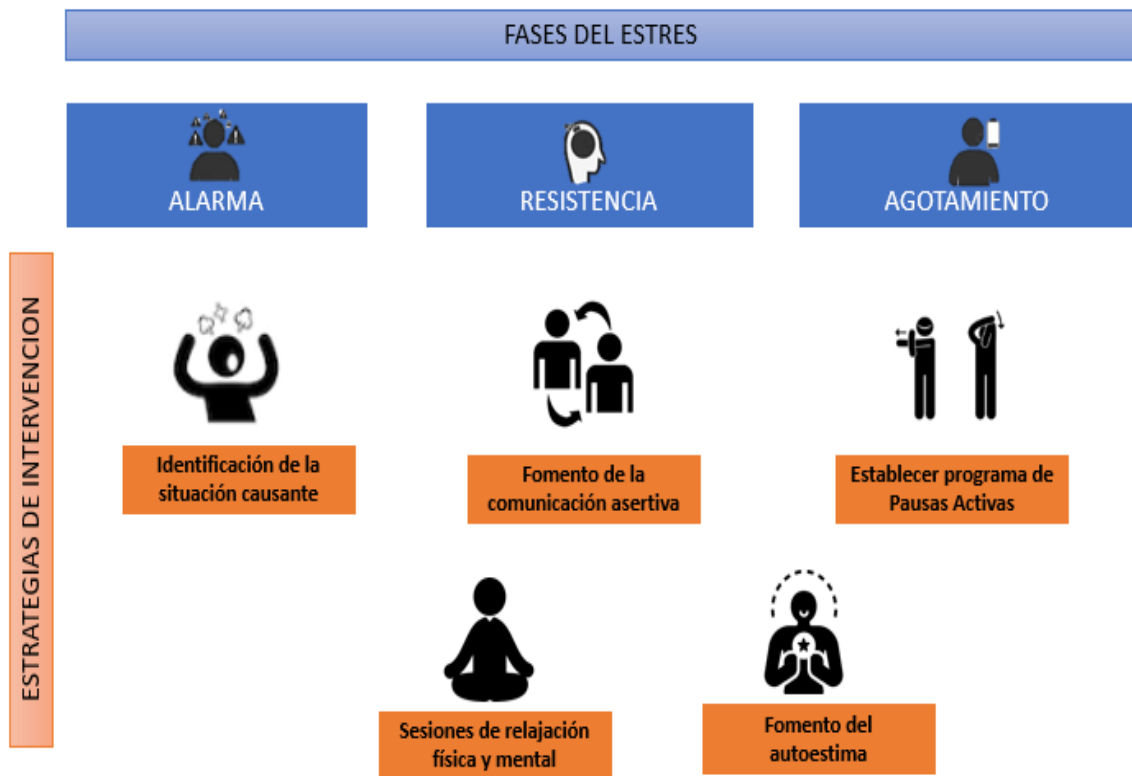 FASES DEL ESTRES
ALARMA
RESISTENCIA
AGOTAMIENTO
ESTRATEGIAS DE INTERVENCION
Identificación de la
situación causante
Fomento de la
comunicación asertiva
Establecer programa de
Pausas Activas
Sesiones de relajación
física y mental
Fomento del
autoestima